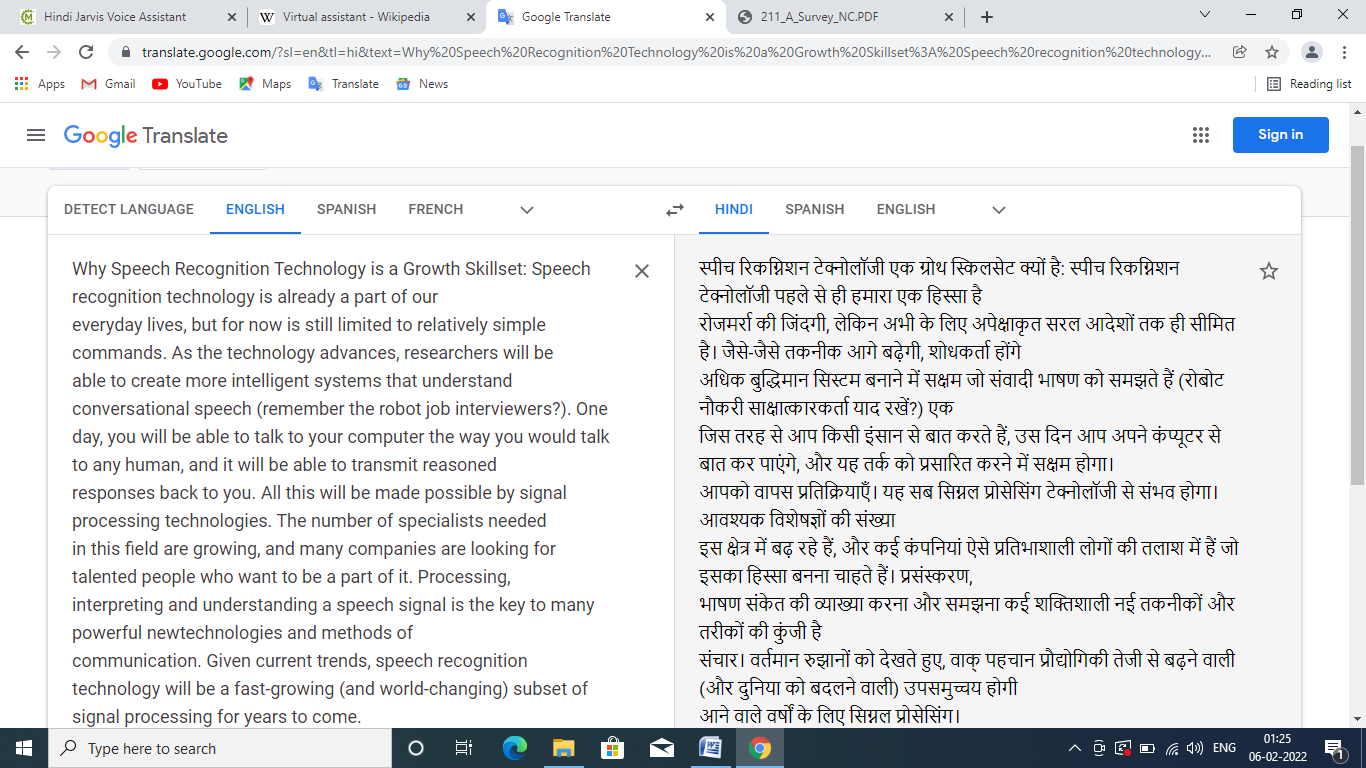 Hindi Jarvis Voice Assistant
Virtual assistant - Wikipedia
Google Translate
211_A_Survey_NC.PDF
translate.google.com/?sl=en&tl=hi&text=Why%20Speech%20Recognition%20Technology%20is%20a%20Growth%20Skillset%3A%20Speech%20recognition%20technology...
Apps
Gmail
YouTube
Maps
Translate
News
Reading list
Google Translate
Sign in
DETECT LANGUAGE
ENGLISH
SPANISH
FRENCH
HINDI
SPANISH
ENGLISH
Why Speech Recognition Technology is a Growth Skillset: Speech
recognition technology is already a part of our
everyday lives, but for now is still limited to relatively simple
commands. As the technology advances, researchers will be
able to create more intelligent systems that understand
conversational speech (remember the robot job interviewers?). One
day, you will be able to talk to your computer the way you would talk
to any human, and it will be able to transmit reasoned
responses back to you. All this will be made possible by signal
processing technologies. The number of specialists needed
in this field are growing, and many companies are looking for
talented people who want to be a part of it. Processing,
interpreting and understanding a speech signal is the key to many
powerful newtechnologies and methods of
communication. Given current trends, speech recognition
technology will be a fast-growing (and world-changing) subset of
signal processing for years to come.
स्पीच रिकग्निशन टेक्नोलॉजी एक ग्रोथ स्किलसेट क्यों है: स्पीच रिकग्निशन
टेक्नोलॉजी पहले से ही हमारा एक हिस्सा है
रोजमर्रा की जिंदगी, लेकिन अभी के लिए अपेक्षाकृत सरल आदेशों तक ही सीमित
है। जैसे-जैसे तकनीक आगे बढ़ेगी, शोधकर्ता होंगे
अधिक बुद्धिमान सिस्टम बनाने में सक्षम जो संवादी भाषण को समझते हैं (रोबोट
नौकरी साक्षात्कारकर्ता याद रखें?) एक
जिस तरह से आप किसी इंसान से बात करते हैं, उस दिन आप अपने कंप्यूटर से
बात कर पाएंगे, और यह तर्क को प्रसारित करने में सक्षम होगा।
आपको वापस प्रतिक्रियाएँ। यह सब सिग्नल प्रोसेसिंग टेक्नोलॉजी से संभव होगा।
आवश्यक विशेषज्ञों की संख्या
इस क्षेत्र में बढ़ रहे हैं, और कई कंपनियां ऐसे प्रतिभाशाली लोगों की तलाश में हैं जो
इसका हिस्सा बनना चाहते हैं। प्रसंस्करण,
भाषण संकेत की व्याख्या करना और समझना कई शक्तिशाली नई तकनीकों और
तरीकों की कुंजी है
संचार। वर्तमान रुझानों को देखते हुए, वाक् पहचान प्रौद्योगिकी तेजी से बढ़ने वाली
(और दुनिया को बदलने वाली) उपसमुच्चय होगी
आने वाले वर्षों के लिए सिग्नल प्रोसेसिंग।
Type here to search
ENG
01:25
06-02-2022
1